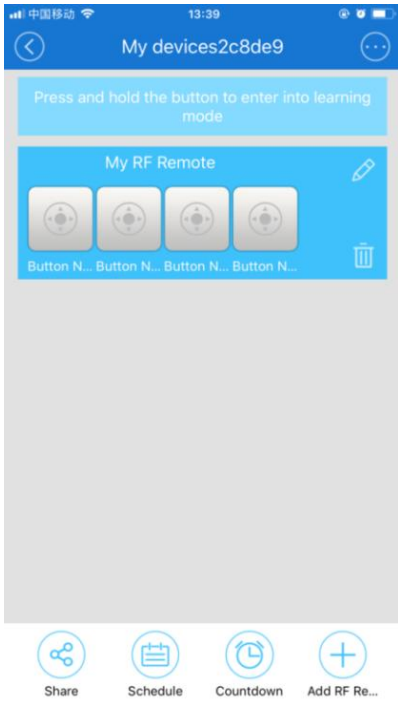 中国移动 13:39
My devices2c8de9
Press and hold the button to enter into learning
mode
My RF Remote
Button N... Button N... Button N... Button N...
Share Schedule Countdown Add RF Re...